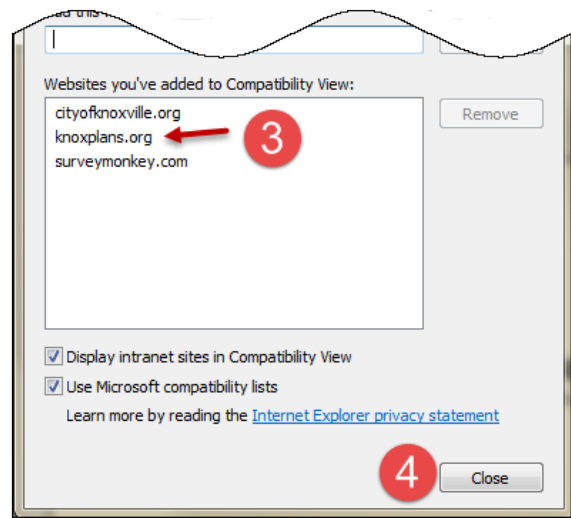 Websites you've added to Compatibility View:
cityofknoxville.org
knoxplans.org
surveymonkey.com
3
Remove
Display intranet sites in Compatibility View
Use Microsoft compatibility lists
Learn more by reading the Internet Explorer privacy statement
4
Close